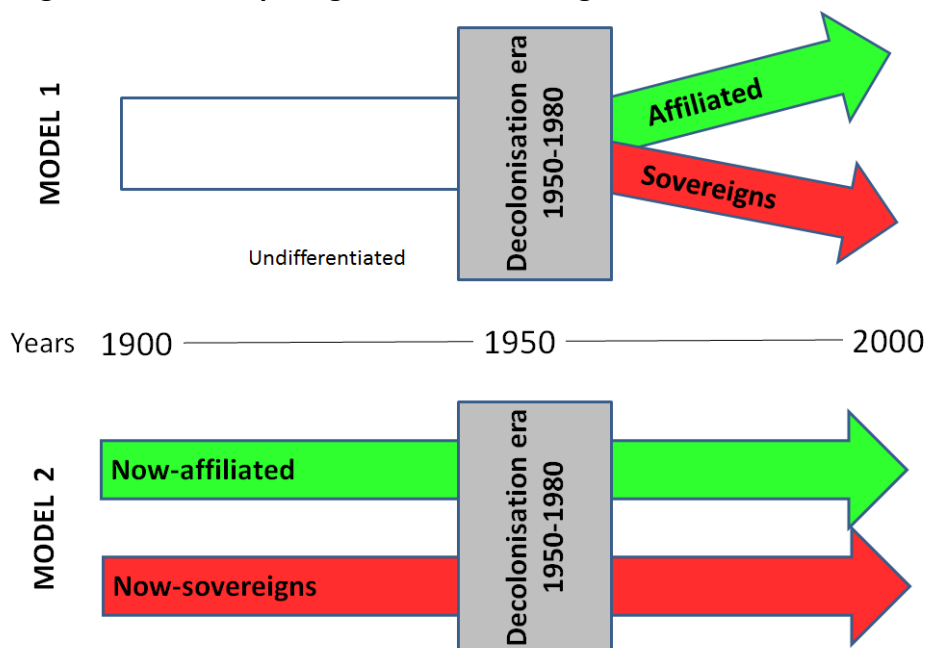 MODEL 1
Decolonisation era
1950-1980
Affiliated
Sovereigns
Undifferentiated
Years 1900 1950 2000
MODEL 2
Now-affiliated
Now-sovereigns
Decolonisation era
1950-1980